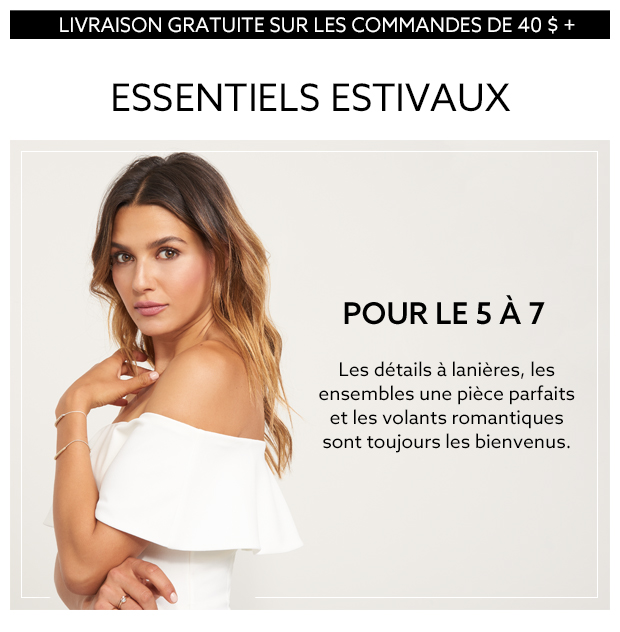 LIVRAISON GRATUITE SUR LES COMMANDES DE 40 $ +
ESSENTIELS ESTIVAUX
POUR LE 5 À 7
Les détails à lanières, les
ensembles une pièce parfaits
et les volants romantiques
sont toujours les bienvenus.